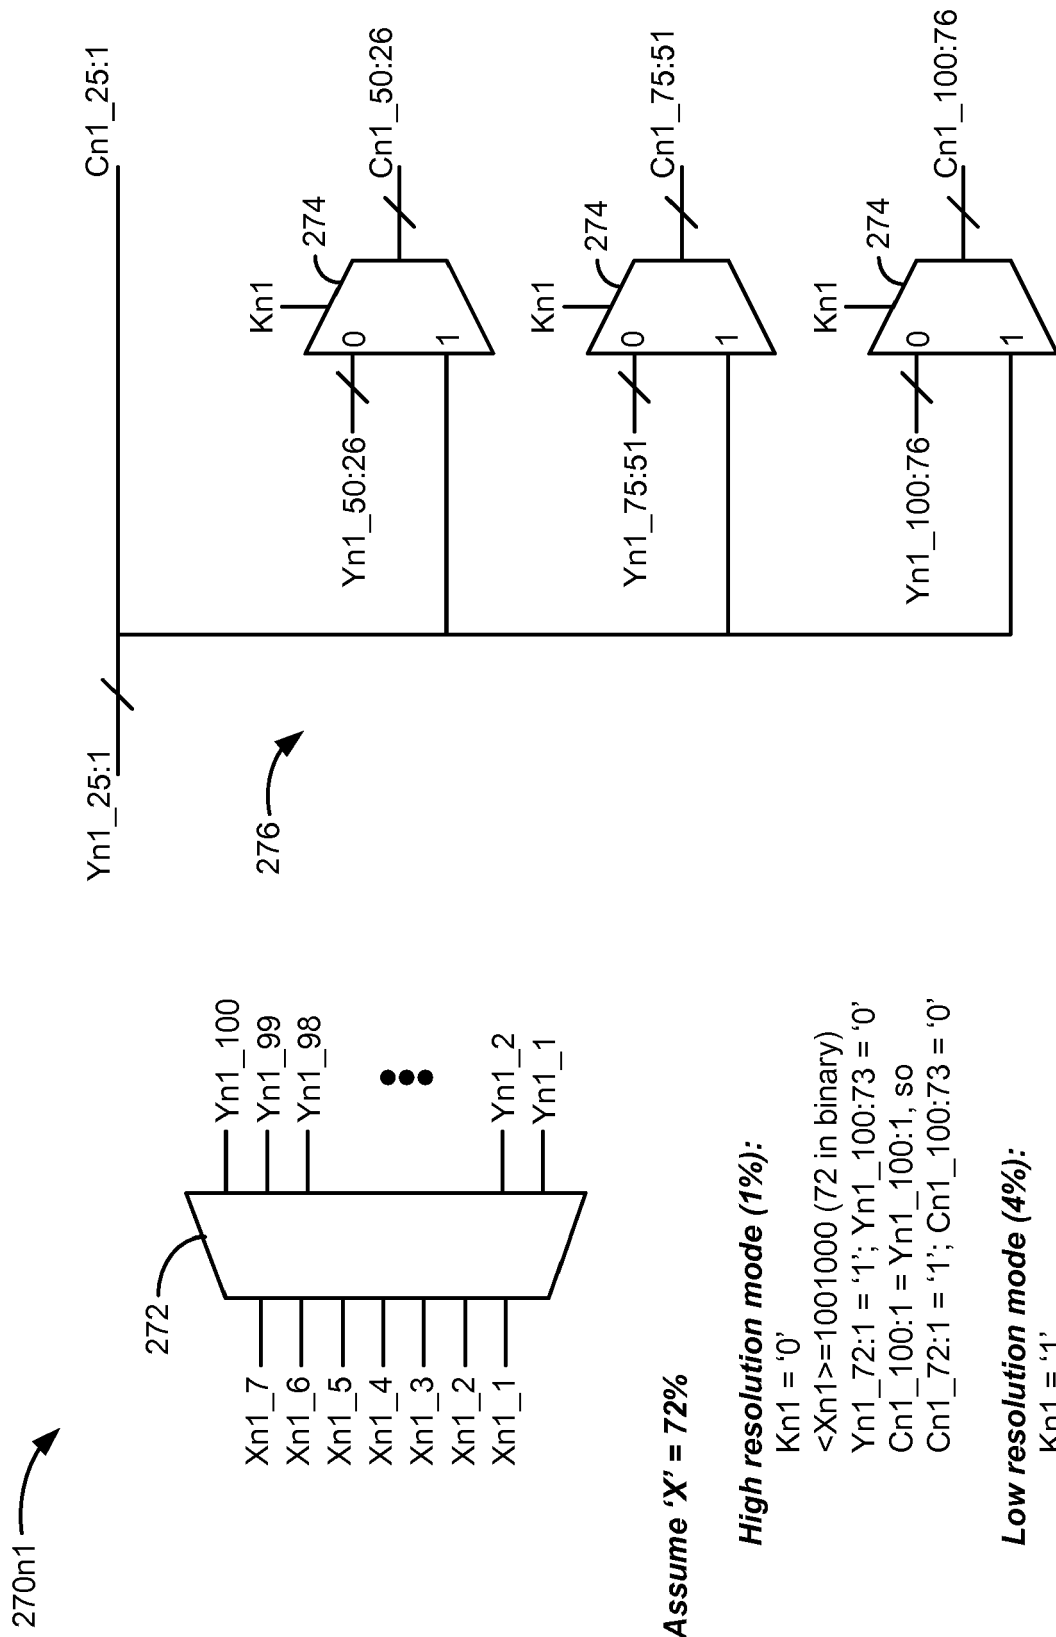 270n1
272
Xn1_7
Xn1_6
Xn1_5
Xn1_4
Xn1_3
Xn1_2
Xn1_1
Yn1_100
Yn1_99
Yn1_98
Yn1_2
Yn1_1
Assume ‘X’ = 72%
High resolution mode (1%):
Kn1 = ‘0’
<Xn1>=1001000 (72 in binary)
Yn1_72:1 = ‘1’; Yn1_100:73 = ‘0’
Cn1_100:1 = Yn1_100:1, so
Cn1_72:1 = ‘1’; Cn1_100:73 = ‘0’
Low resolution mode (4%):
Kn1 = ‘1’
276
Yn1_25:1
Cn1_25:1
Kn1
274
Yn1_50:26
0
1
Cn1_50:26
Kn1
274
Yn1_75:51
0
1
Cn1_75:51
Kn1
274
Yn1_100:76
0
1
Cn1_100:76